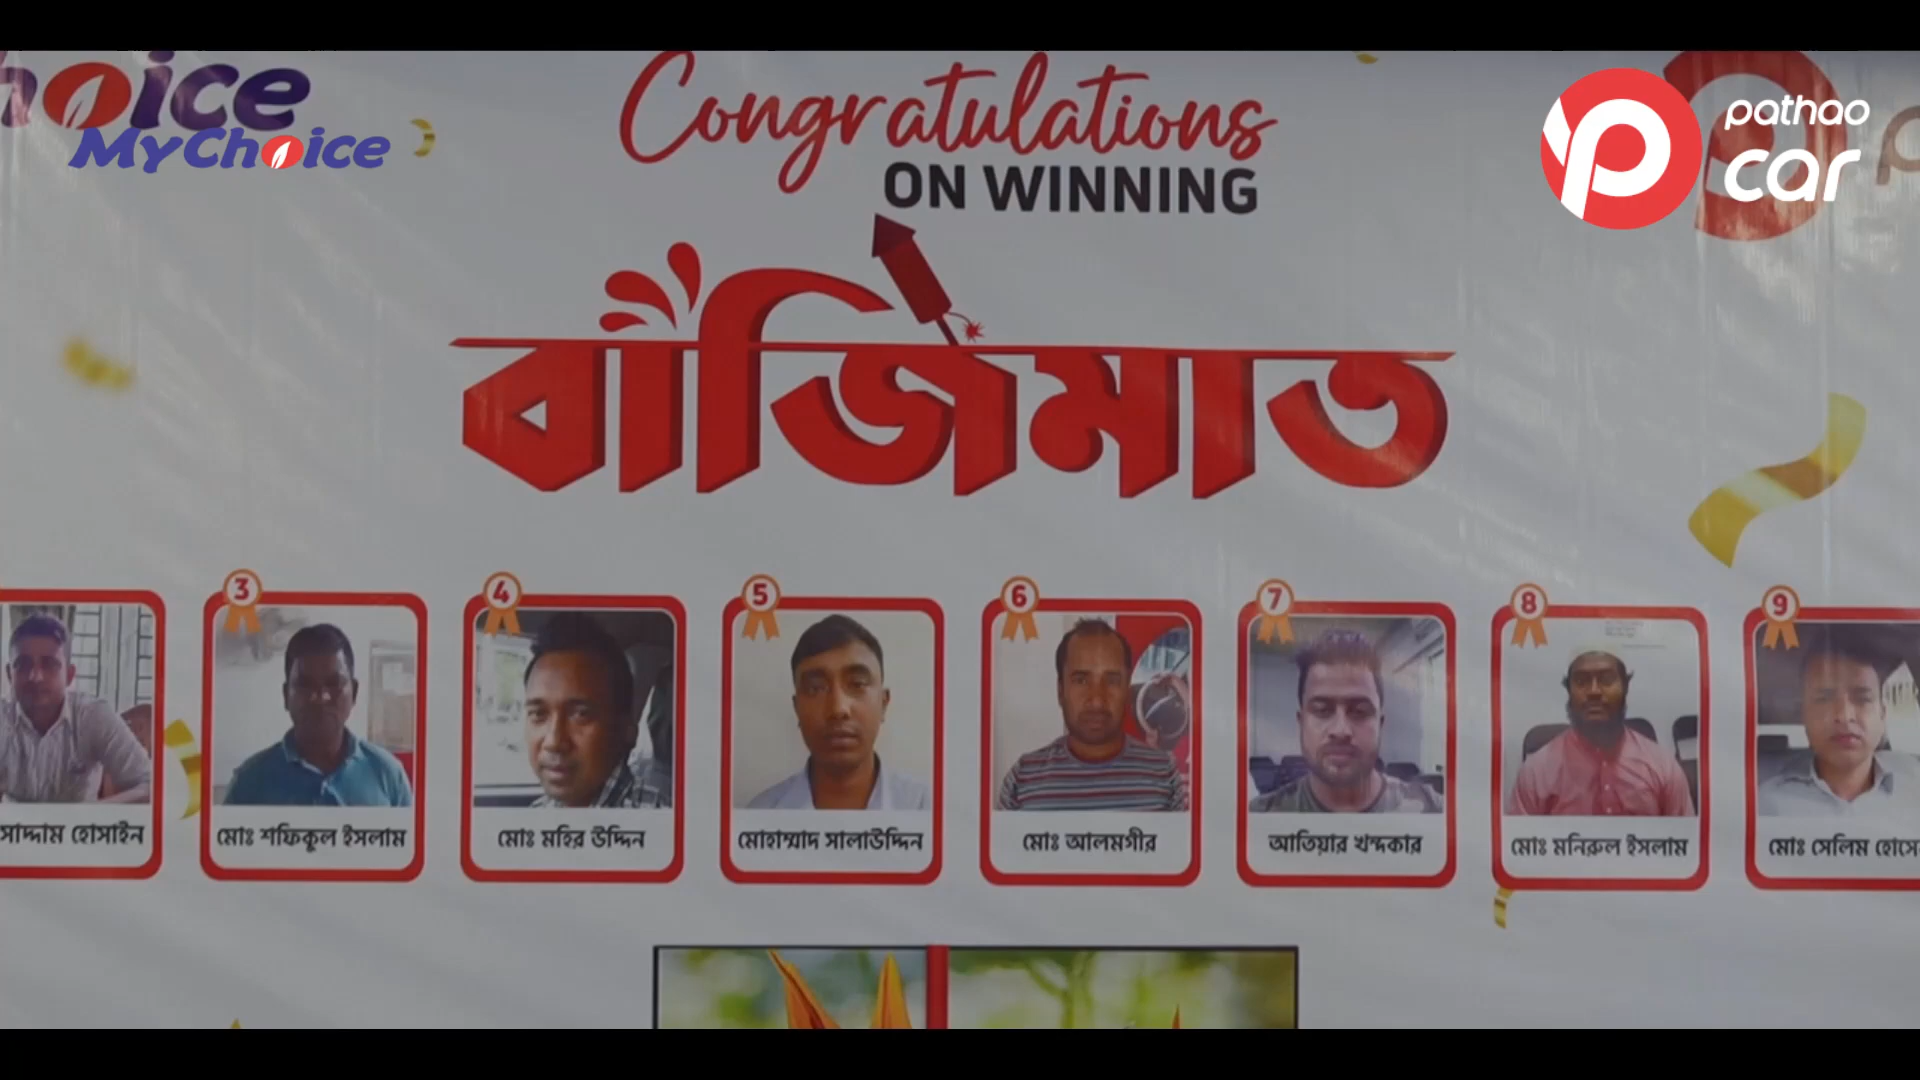 hoice
MyChoice
Congratulations
ON WINNING
pathao
car
p
বাজিমাত
3
4
5
6
7
8
9
সাদ্দাম হোসাইন
মোঃ শফিকুল ইসলাম
মোঃ মহির উদ্দিন
মোহাম্মাদ সালাউদ্দিন
মোঃ আলমগীর
আতিয়ার খন্দকার
মোঃ মনিরুল ইসলাম
মোঃ সেলিম হোসে